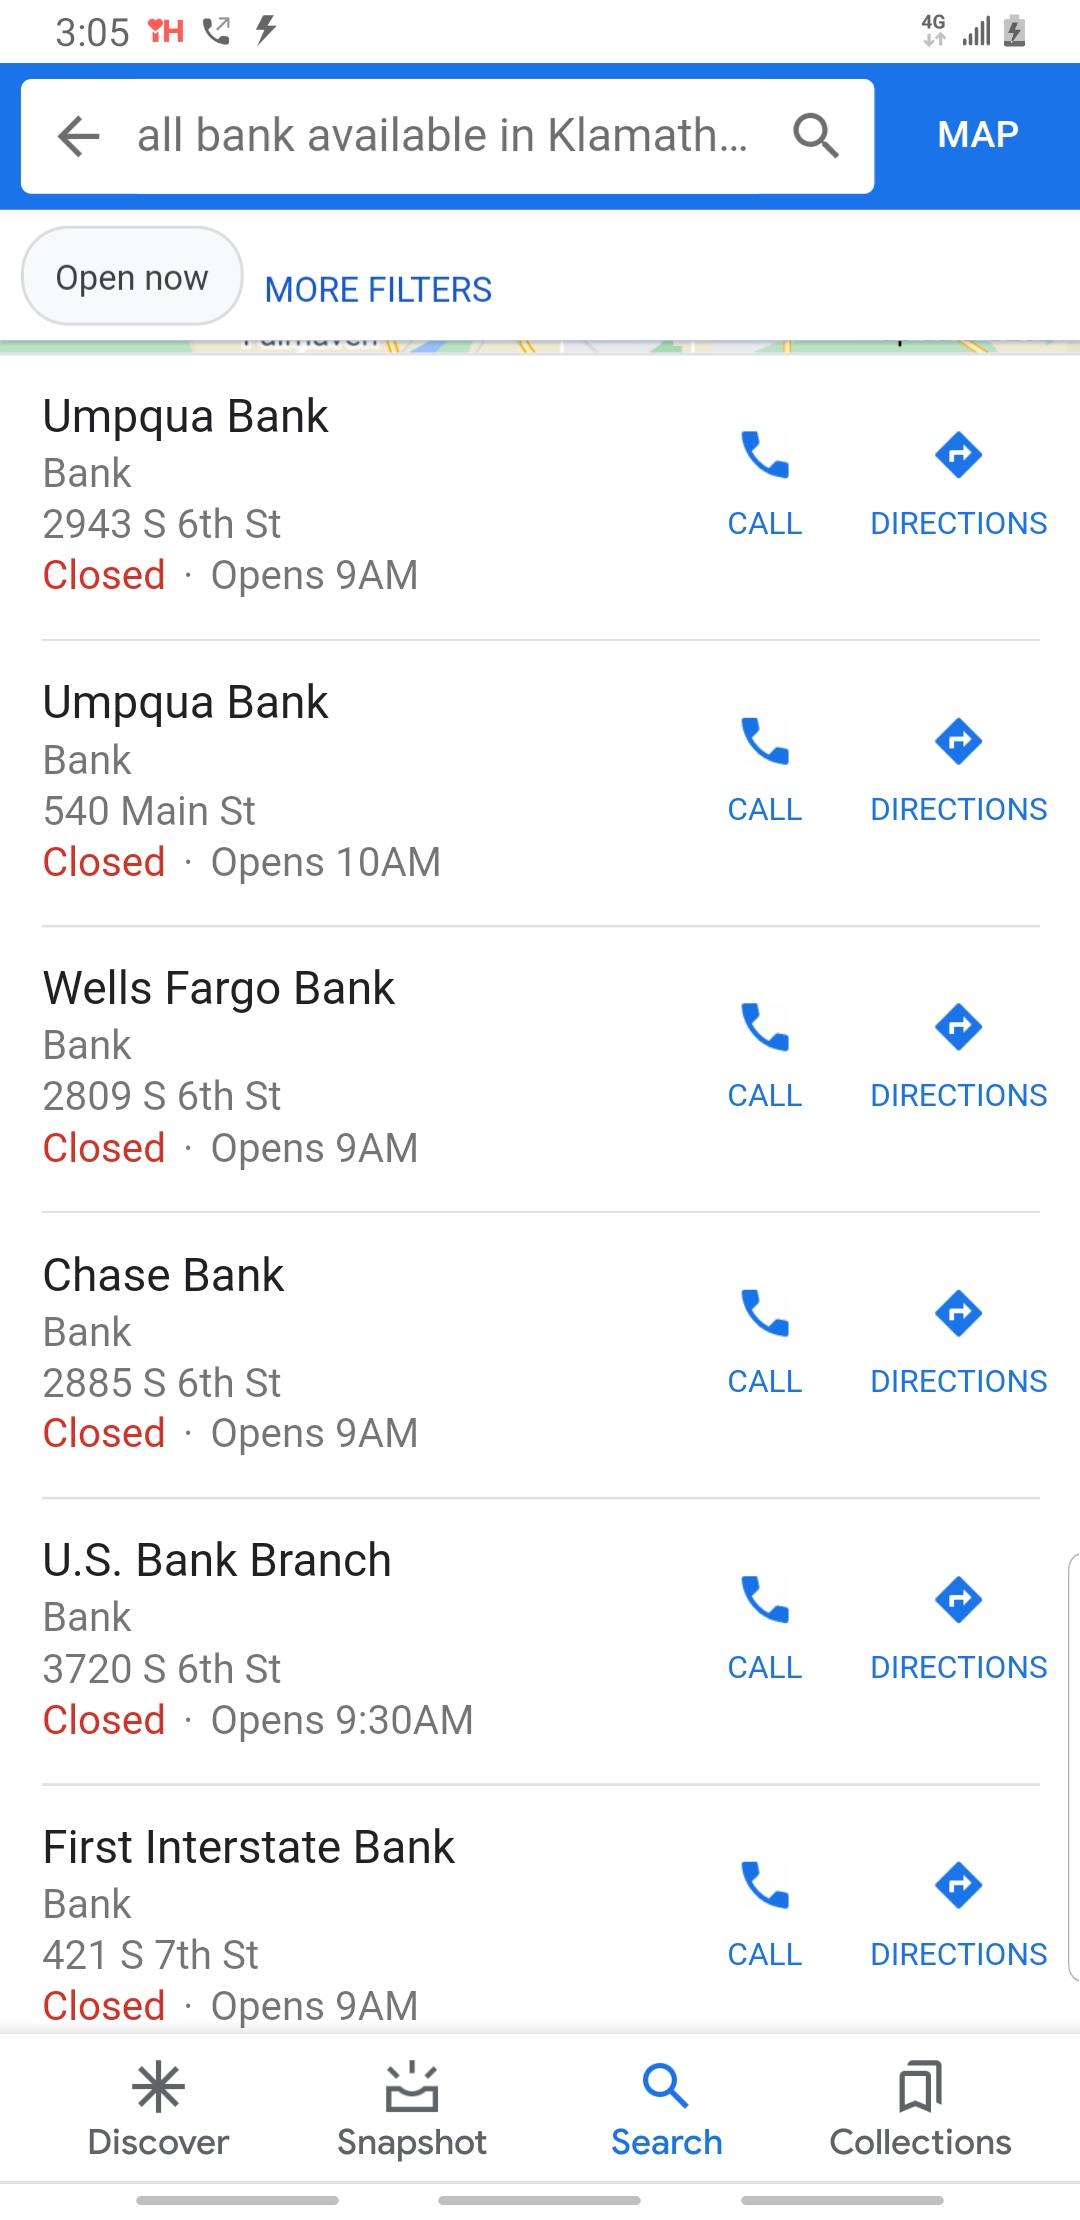 3:05
4G
all bank available in Klamath...
MAP
Open now
MORE FILTERS
Umpqua Bank
Bank
2943 S 6th St
Closed · Opens 9AM
CALL
DIRECTIONS
Umpqua Bank
Bank
540 Main St
Closed · Opens 10AM
CALL
DIRECTIONS
Wells Fargo Bank
Bank
2809 S 6th St
Closed · Opens 9AM
CALL
DIRECTIONS
Chase Bank
Bank
2885 S 6th St
Closed · Opens 9AM
CALL
DIRECTIONS
U.S. Bank Branch
Bank
3720 S 6th St
Closed · Opens 9:30AM
CALL
DIRECTIONS
First Interstate Bank
Bank
421 S 7th St
Closed · Opens 9AM
CALL
DIRECTIONS
Discover
Snapshot
Search
Collections